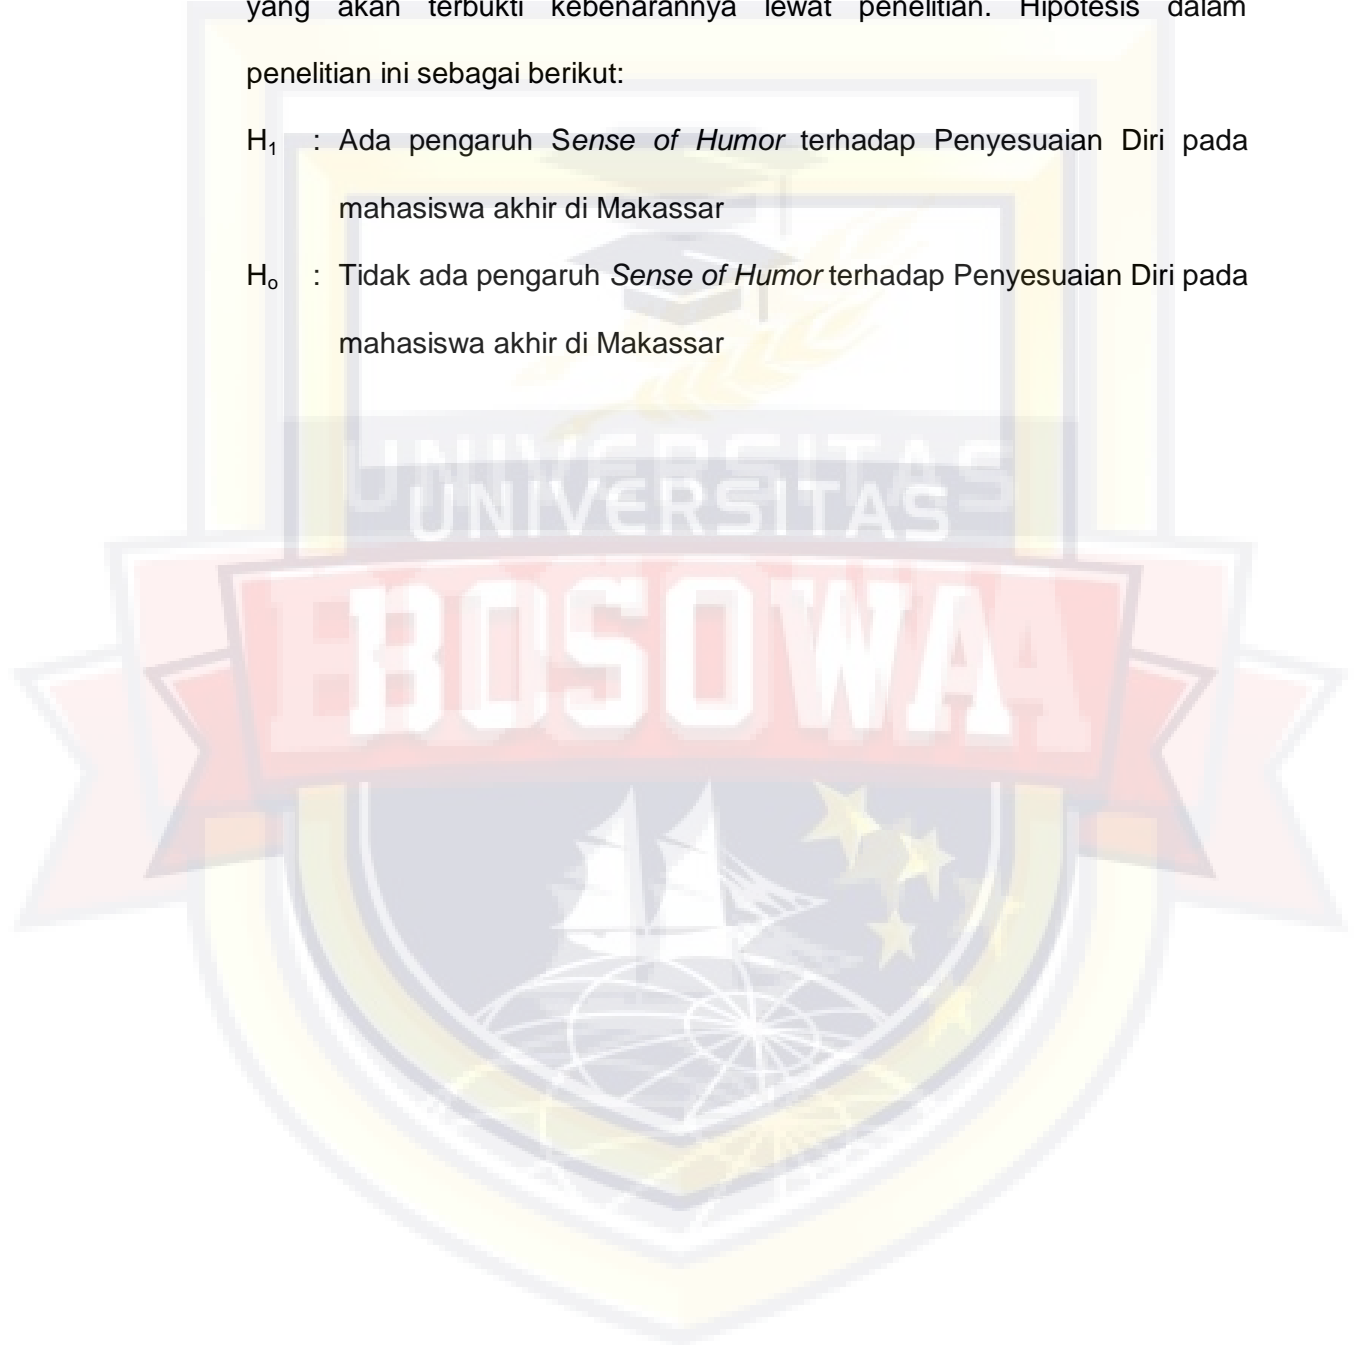 yang akan terbukti kebenarannya lewat penelitian. Hipotesis dalam
penelitian ini sebagai berikut:
H₁ : Ada pengaruh Sense of Humor terhadap Penyesuaian Diri pada
mahasiswa akhir di Makassar
Hₒ : Tidak ada pengaruh Sense of Humor terhadap Penyesuaian Diri pada
mahasiswa akhir di Makassar
UNIVERSITAS
UNIVERSITAS
BOSOWA
BOSOWA